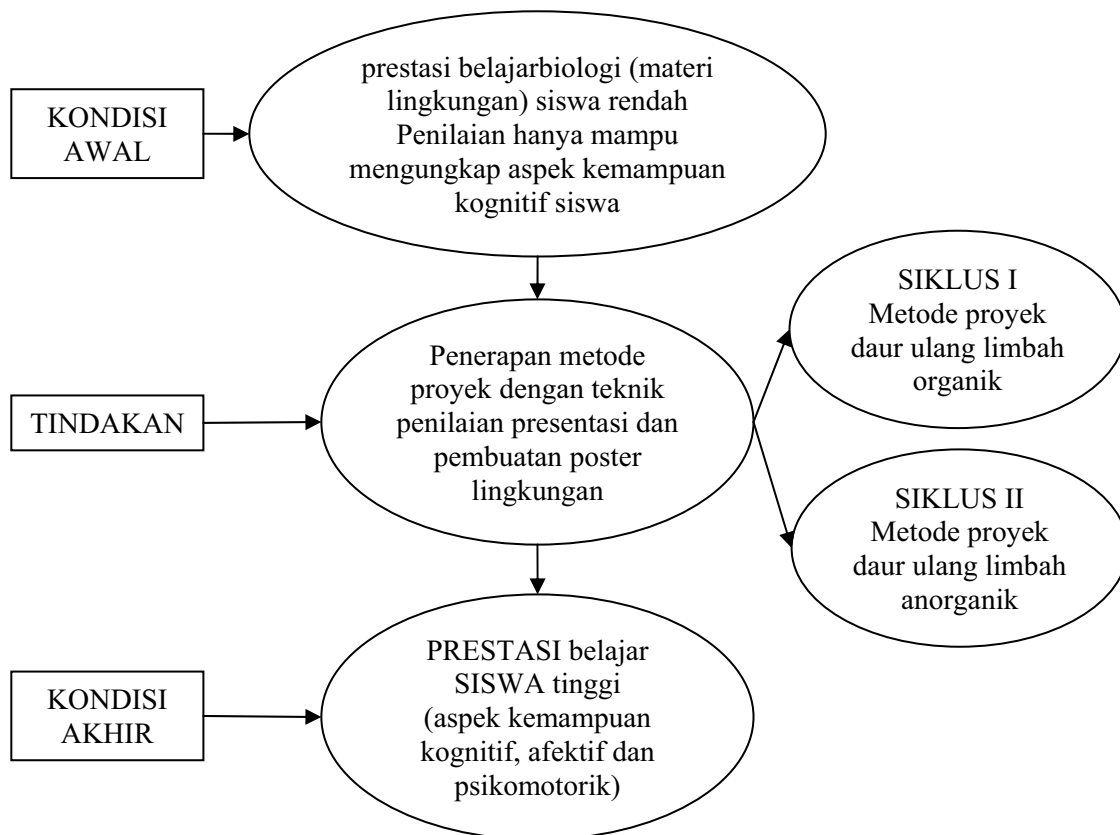 KONDISI
AWAL
prestasi belajarbiologi (materi
lingkungan) siswa rendah
Penilaian hanya mampu
mengungkap aspek kemampuan
kognitif siswa
TINDAKAN
Penerapan metode
proyek dengan teknik
penilaian presentasi dan
pembuatan poster
lingkungan
SIKLUS I
Metode proyek
daur ulang limbah
organik
SIKLUS II
Metode proyek
daur ulang limbah
anorganik
KONDISI
AKHIR
PRESTASI belajar
SISWA tinggi
(aspek kemampuan
kognitif, afektif dan
psikomotorik)